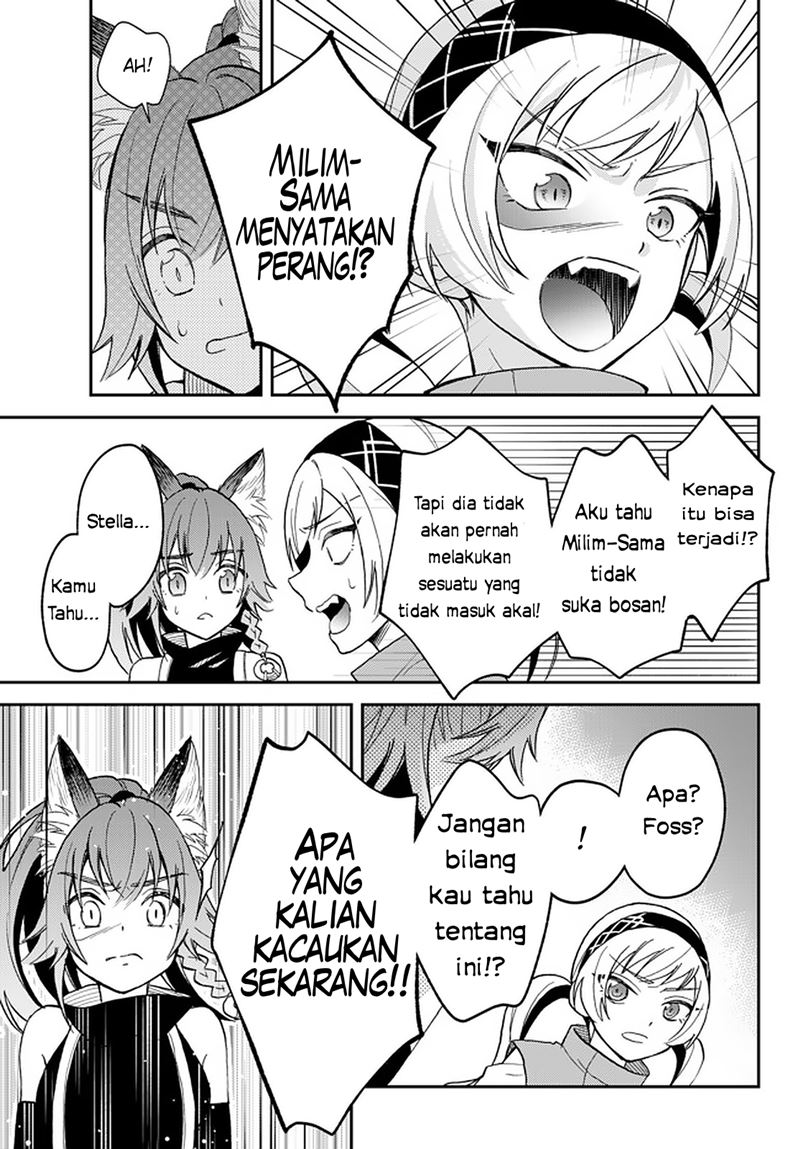 MILIM-
SAMA
MENYATAKAN
PERANG!?
AH!
Kenapa
itu bisa
terjadi!?
Aku tahu
Milim-Sama
tidak
suka bosan!
Tapi dia tidak
akan pernah
melakukan
sesuatu yang
tidak masuk akal!
Stella...
Kamu
Tahu...
Apa?
Foss?
!
Jangan
bilang
kau tahu
tentang
ini!?
APA
YANG
KALIAN
KACAUKAN
SEKARANG!!